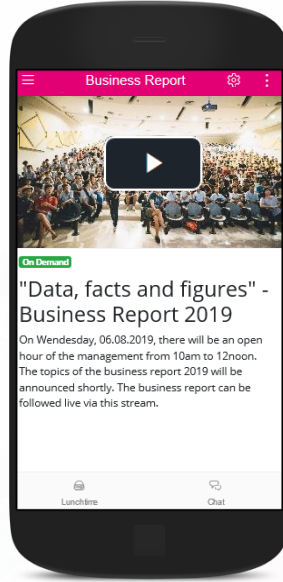 Business Report
On Demand
"Data, facts and figures" -
Business Report 2019
On Wendesday, 06.08.2019, there will be an open
hour of the management from 10am to 12noon.
The topics of the business report 2019 will be
announced shortly. The business report can be
followed live via this stream.
Lunchtime Chat